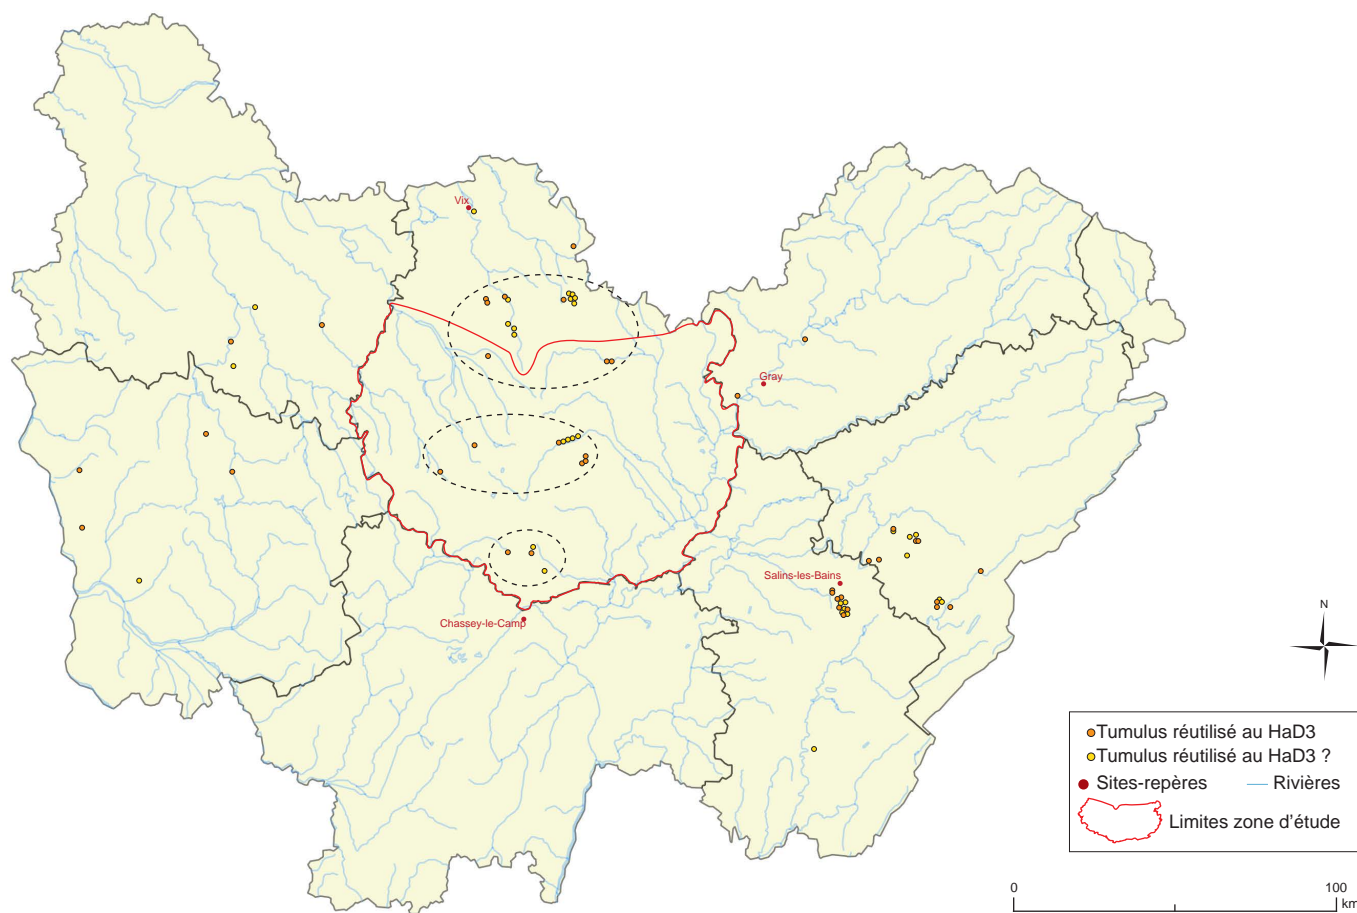 Vix
Gray
Salins-les-Bains
Chassey-le-Camp
N
Tumulus réutilisé au HaD3
Tumulus réutilisé au HaD3 ?
Sites-repères
Rivières
Limites zone d'étude
0
100
km